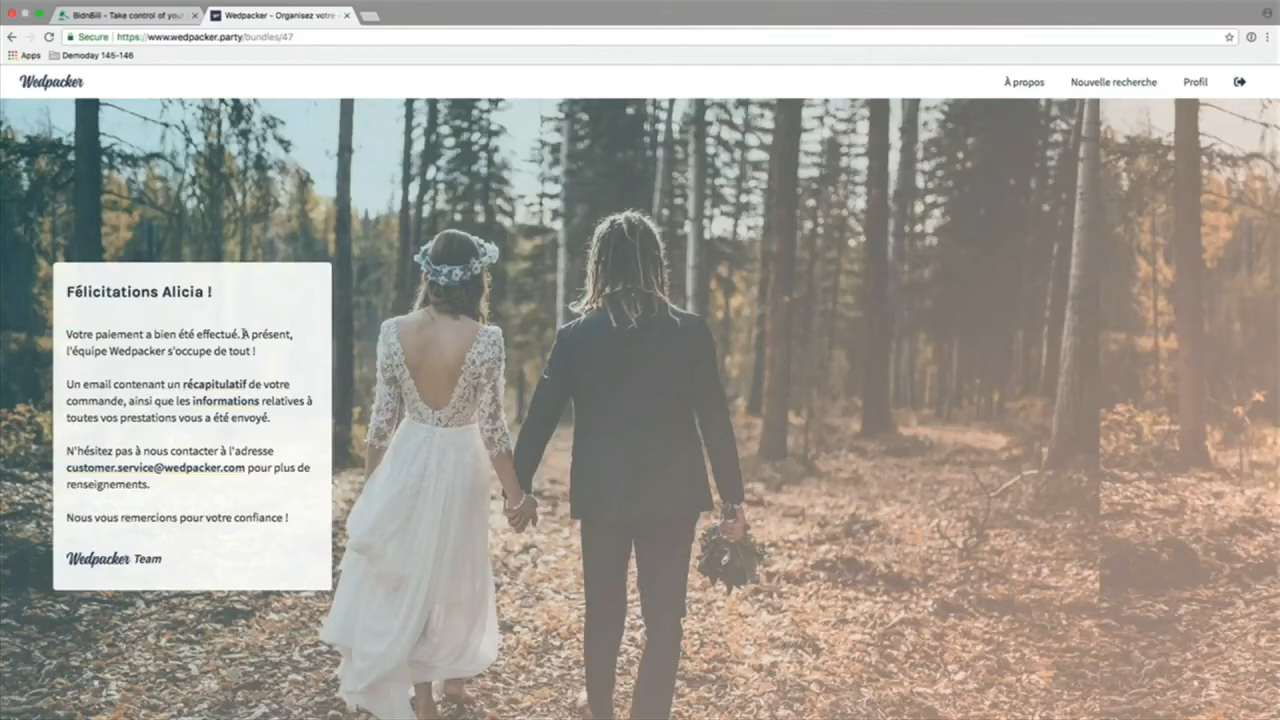 BidnBill - Take control of your
Wedpacker - Organisez votre
Secure
https://www.wedpacker.party/bundles/47
Apps
Demoday 145-146
Wedpacker
À propos
Nouvelle recherche
Profil
Félicitations Alicia !
Votre paiement a bien été effectué. A présent,
l'équipe Wedpacker s'occupe de tout !
Un email contenant un récapitulatif de votre
commande, ainsi que les informations relatives à
toutes vos prestations vous a été envoyé.
N'hésitez pas à nous contacter à l'adresse
customer.service@wedpacker.com pour plus de
renseignements.
Nous vous remercions pour votre confiance !
Wedpacker Team